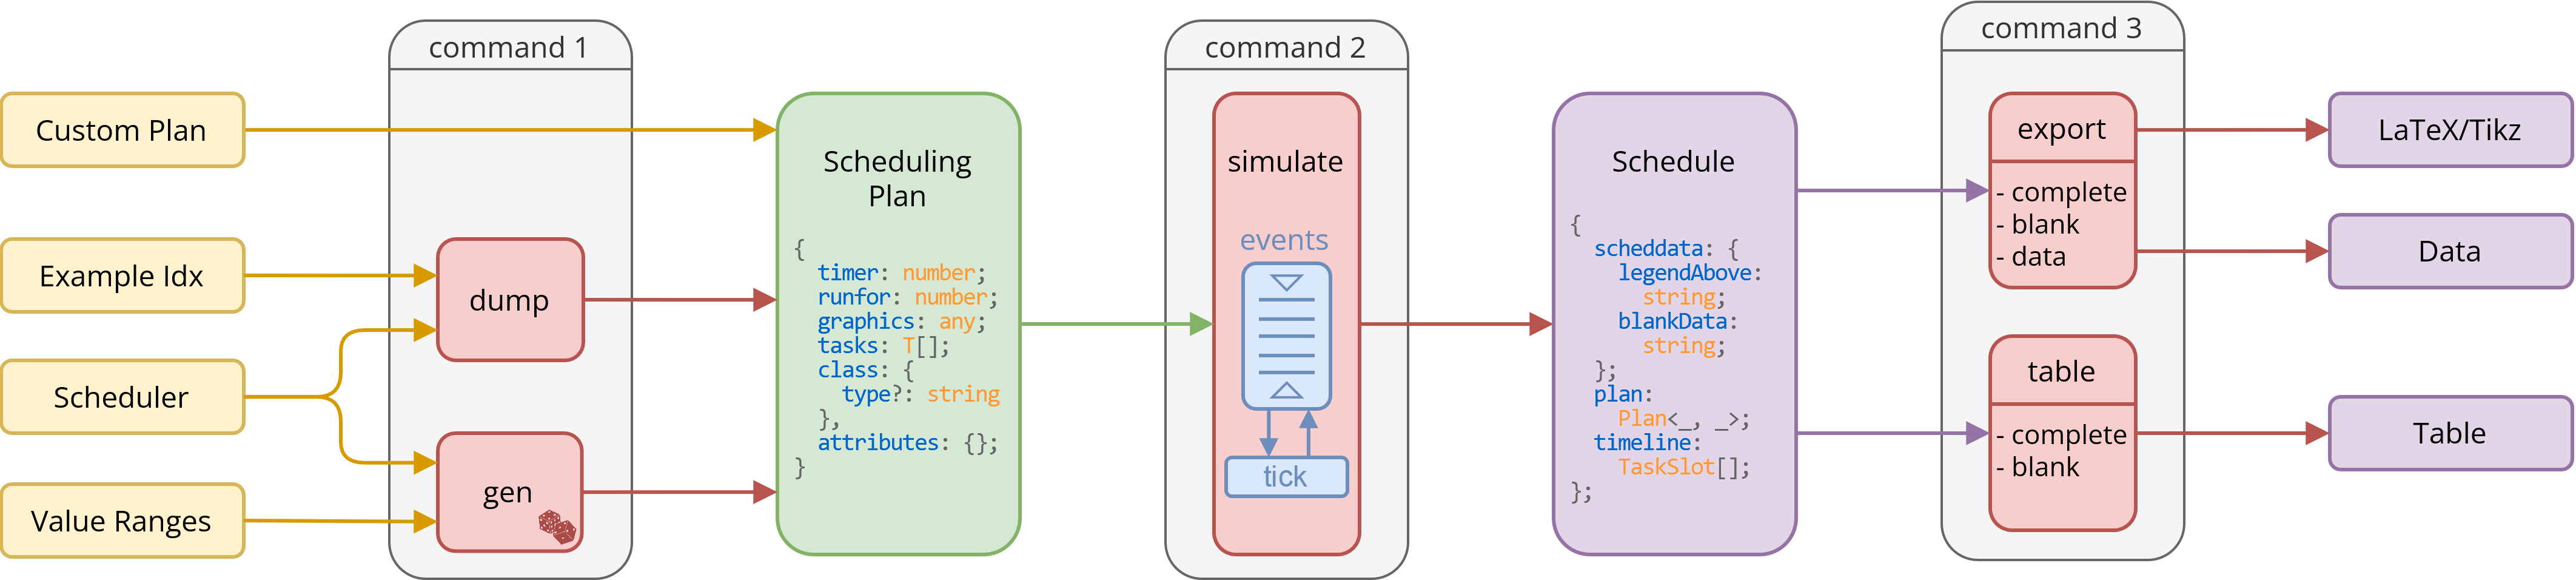 Custom Plan
Example Idx
Scheduler
Value Ranges
command 1
dump
gen
Scheduling
Plan
{
  timer: number;
  runfor: number;
  graphics: any;
  tasks: T[];
  class: {
    type?: string
  },
  attributes: {};
}
command 2
simulate
events
tick
Schedule
{
  scheddata: {
    legendAbove:
      string;
    blankData:
      string;
  };
  plan:
    Plan<_, _>;
  timeline:
    TaskSlot[];
};
command 3
export
- complete
- blank
- data
table
- complete
- blank
LaTeX/Tikz
Data
Table